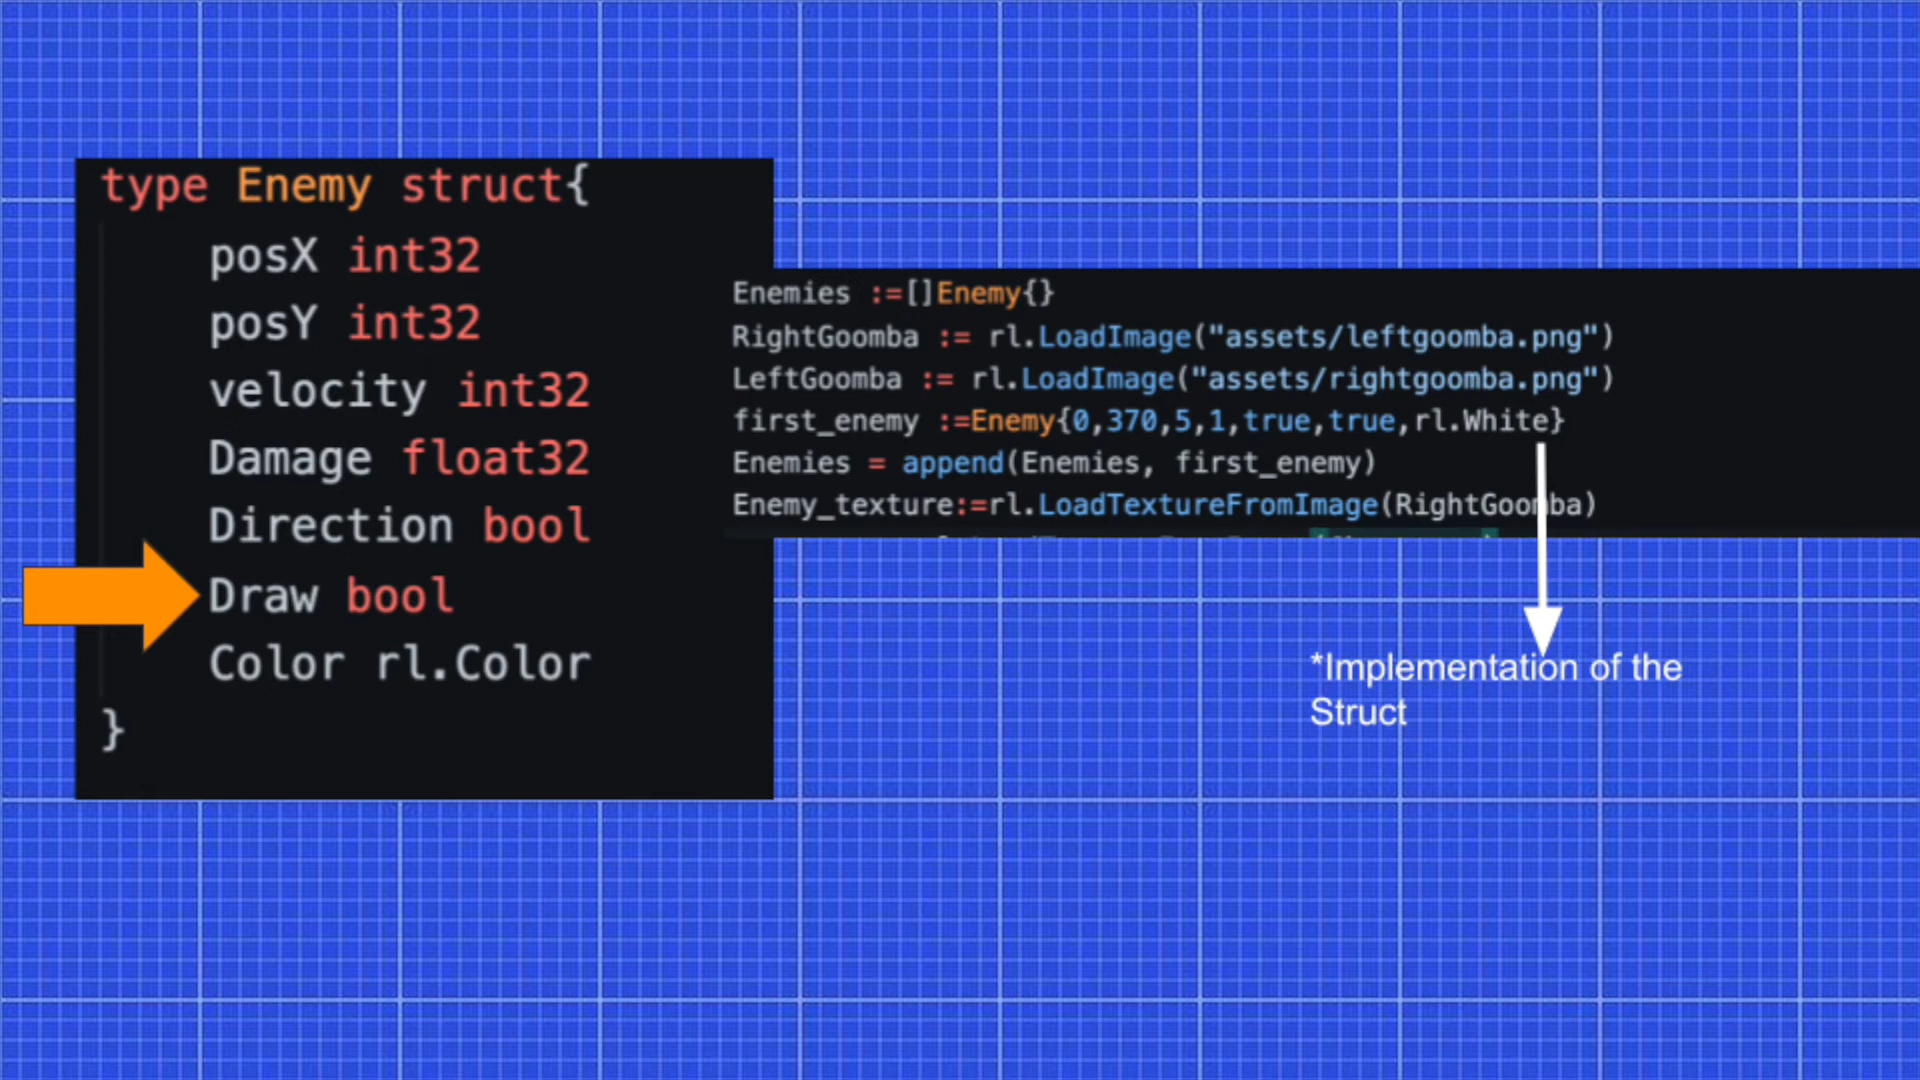 type Enemy struct{
posX int32
posY int32
velocity int32
Damage float32
Direction bool
Draw bool
Color rl.Color
}
Enemies :=[]Enemy{}
RightGoomba := rl.LoadImage("assets/leftgoomba.png")
LeftGoomba := rl.LoadImage("assets/rightgoomba.png")
first_enemy :=Enemy{0,370,5,1,true,true,rl.White}
Enemies = append(Enemies, first_enemy)
Enemy_texture:=rl.LoadTextureFromImage(RightGoomba)
*Implementation of the
Struct